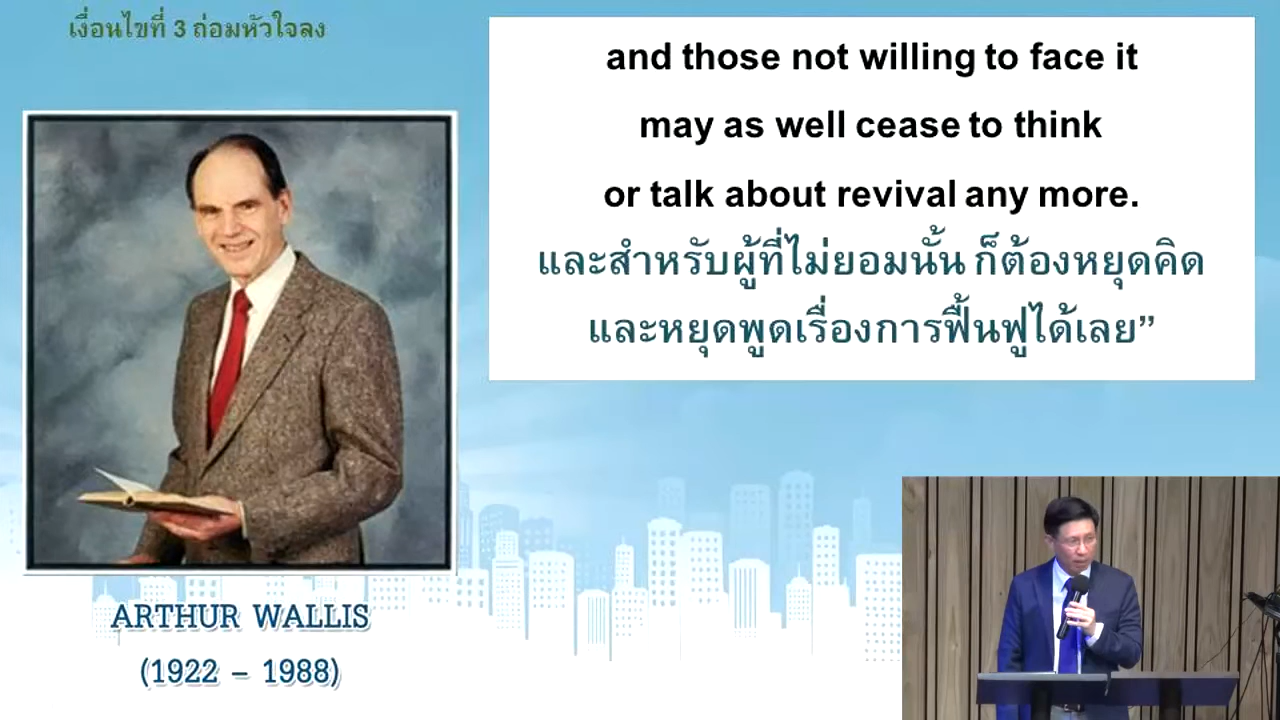 เงื่อนไขที่ 3 ถ่อมหัวใจลง
and those not willing to face it
may as well cease to think
or talk about revival any more.
และสำหรับผู้ที่ไม่ยอมนั้น ก็ต้องหยุดคิด
และหยุดพูดเรื่องการฟื้นฟูได้เลย”
ARTHUR WALLIS
(1922 – 1988)